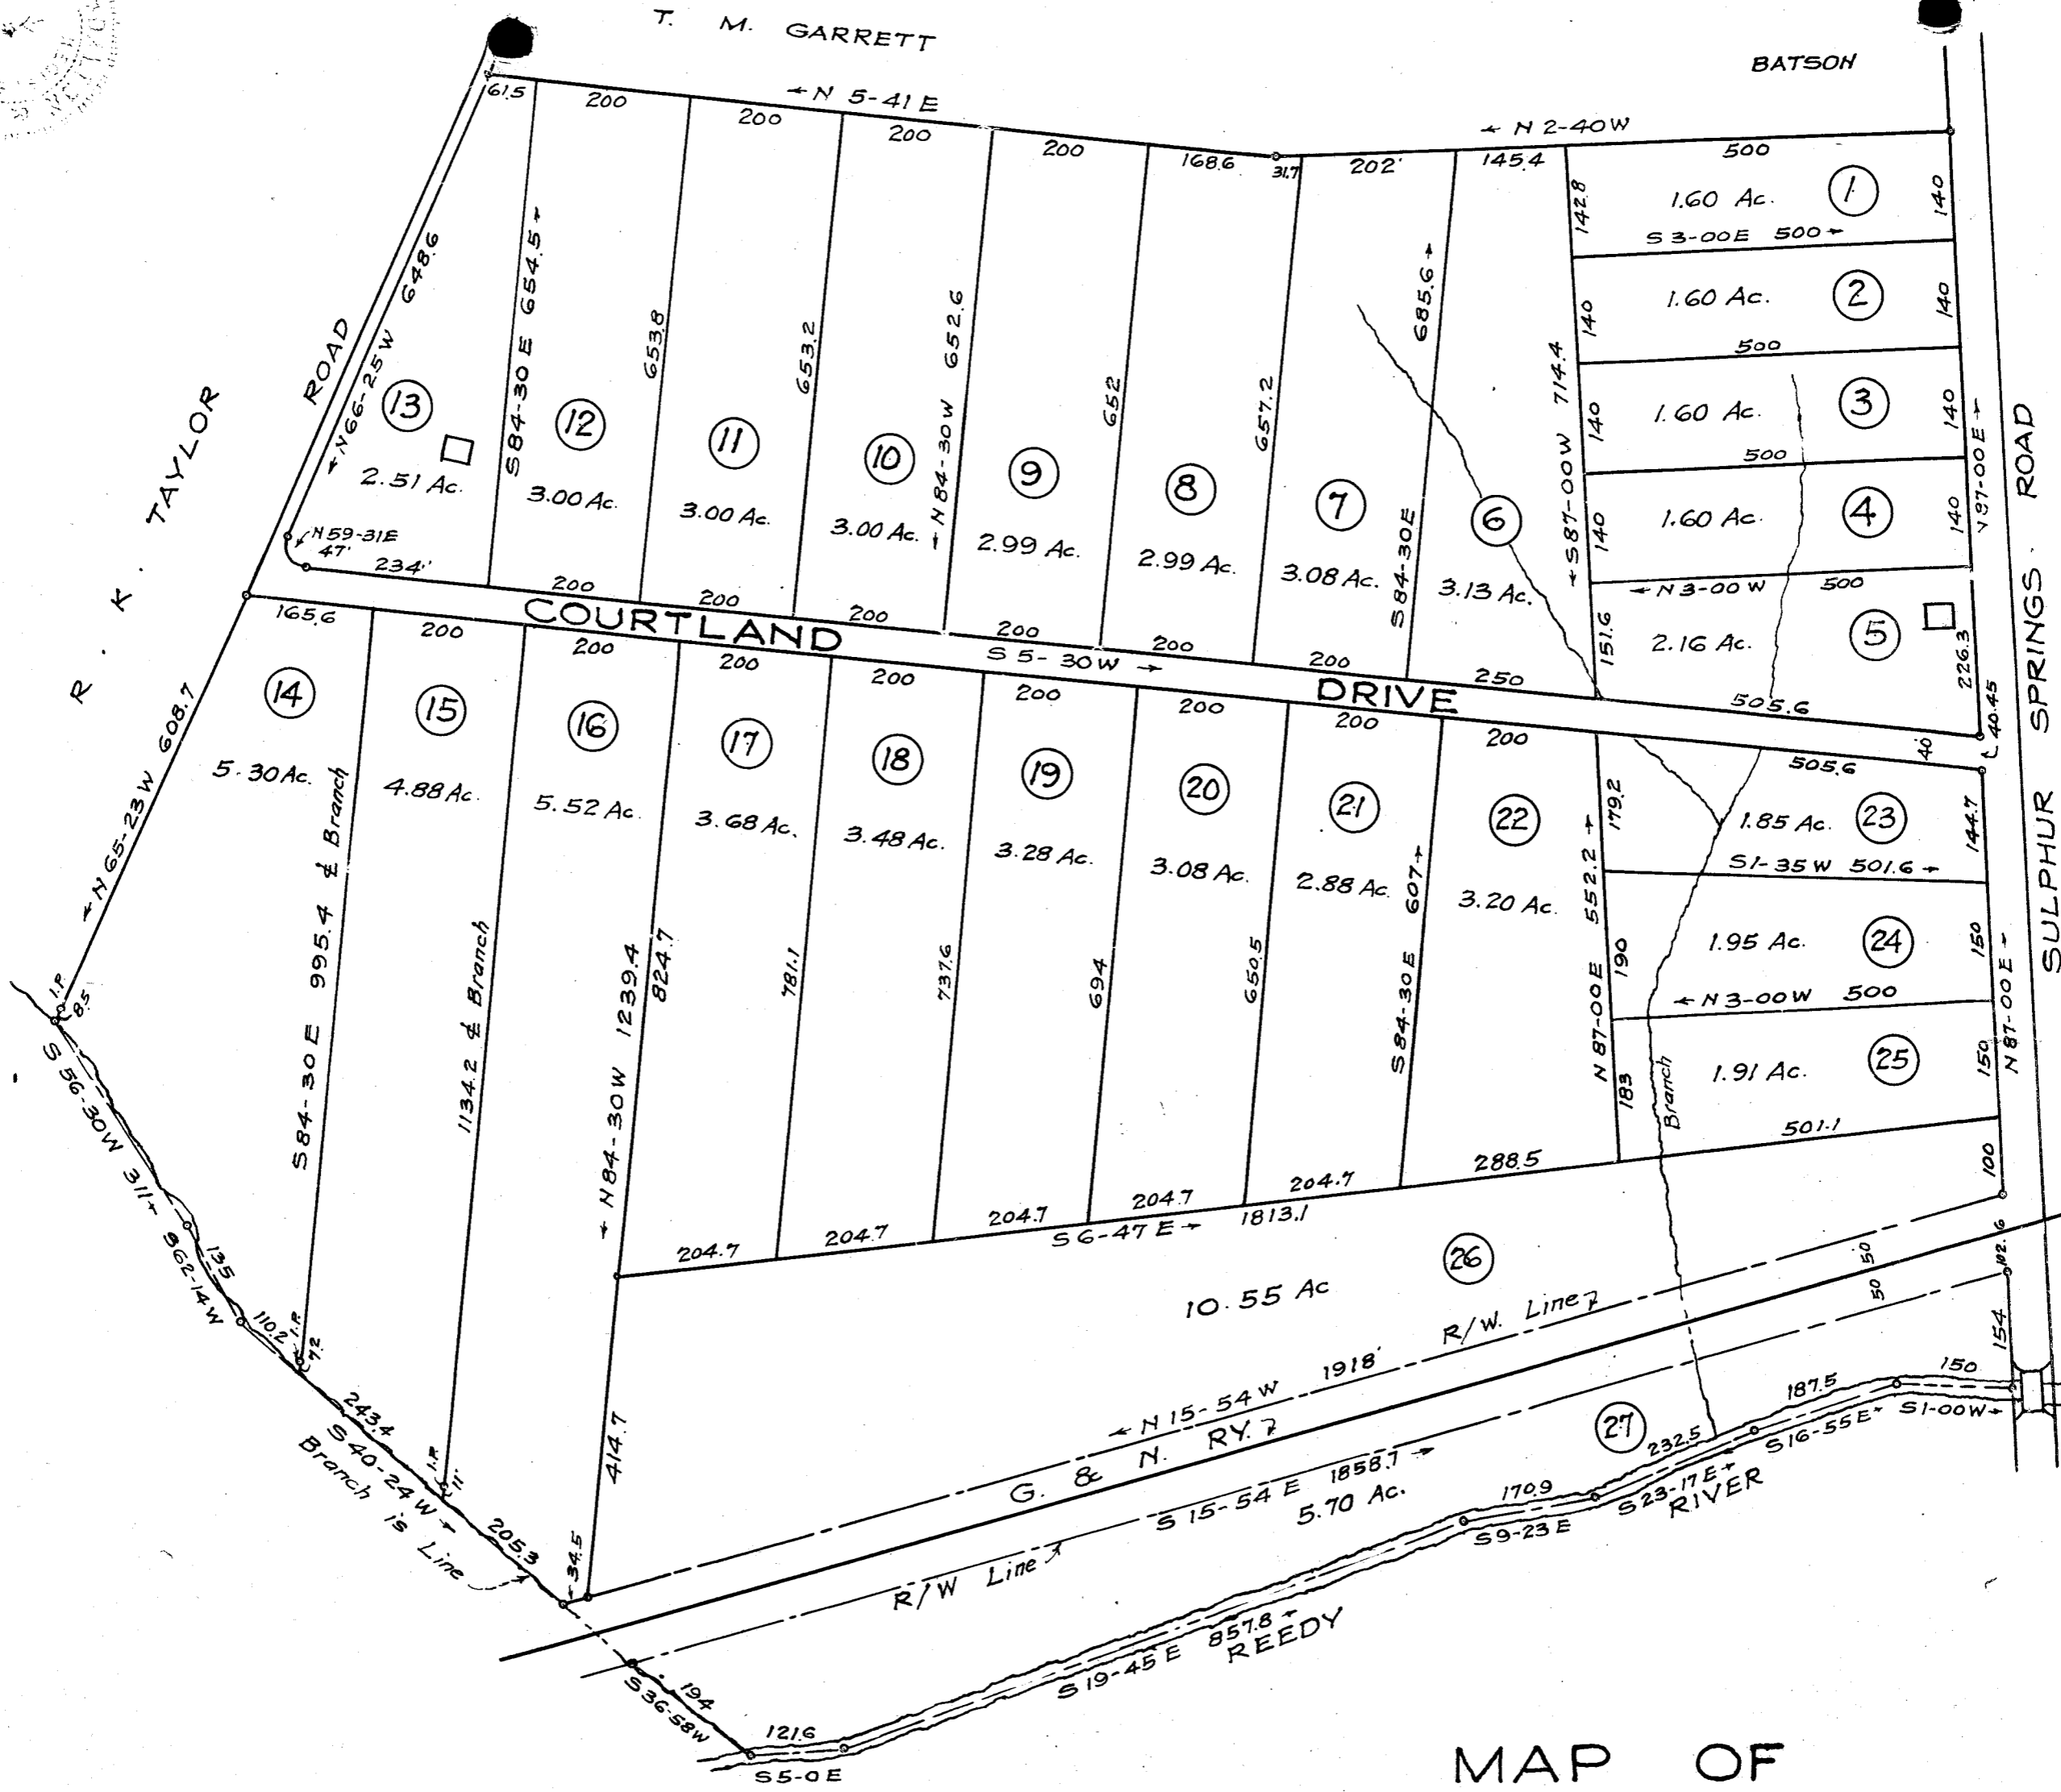 T. M. GARRETT
BATSON
61.5
200
← N 5-41 E
200
200
200
168.6
31.7
← N 2-40 W
202'
145.4
500
142.8
1.60 Ac.
1
140
S 3-00 E 500 →
140
1.60 Ac.
2
140
500
140
1.60 Ac.
3
140
500
140
1.60 Ac.
4
140
← N 3-00 W 500
151.6
2.16 Ac.
5
226.3
40.45
505.6
N 87-00 E →
SULPHUR SPRINGS ROAD
R. K. TAYLOR
ROAD
← N 66-25 W 648.6
13
2.51 Ac.
N 59-31 E
47'
234'
S 84-30 E 654.5 →
12
3.00 Ac.
653.8
11
3.00 Ac.
653.2
10
3.00 Ac.
← N 84-30 W 652.6
9
2.99 Ac.
652
8
2.99 Ac.
657.2
7
3.08 Ac.
S 84-30 E 685.6 →
6
3.13 Ac.
← S 87-00 W 714.4
200
200
200
200
200
200
250
COURTLAND DRIVE
S 5-30 W →
40
165.6
200
200
200
200
200
200
200
200
505.6
← N 65-23 W 608.7
14
5.30 Ac.
S 84-30 E 995.4 ₵ Branch
15
4.88 Ac.
1134.2 ₵ Branch
16
5.52 Ac.
← N 84-30 W 1239.4
824.7
17
3.68 Ac.
781.1
18
3.48 Ac.
737.6
19
3.28 Ac.
694
20
3.08 Ac.
650.5
21
2.88 Ac.
S 84-30 E 607 →
22
3.20 Ac.
N 87-00 E 552.2 →
179.2
1.85 Ac.
23
144.7
S 1-35 W 501.6 →
190
1.95 Ac.
24
150
← N 3-00 W 500
183
Branch
1.91 Ac.
25
150
N 87-00 E →
501.1
100
I.P.
8.5
S 56-30 W 311 →
135
S 62-14 W
110.2
I.P.
7.2
243.4
S 40-24 W →
Branch is Line
I.P.
11'
205.3
34.5
414.7
204.7
204.7
204.7
204.7
204.7
288.5
S 6-47 E → 1813.1
26
10.55 Ac
R/W. Line
← N 15-54 W 1918'
G. & N. RY.
50
50
102.6
154
S 15-54 E 1858.7 →
R/W Line
5.70 Ac.
27
150
S 1-00 W →
187.5
S 16-55 E →
232.5
S 23-17 E →
170.9
S 9-23 E
857.8 →
S 19-45 E
REEDY RIVER
194
S 36-58 W
121.6
S 5-0 E
MAP OF